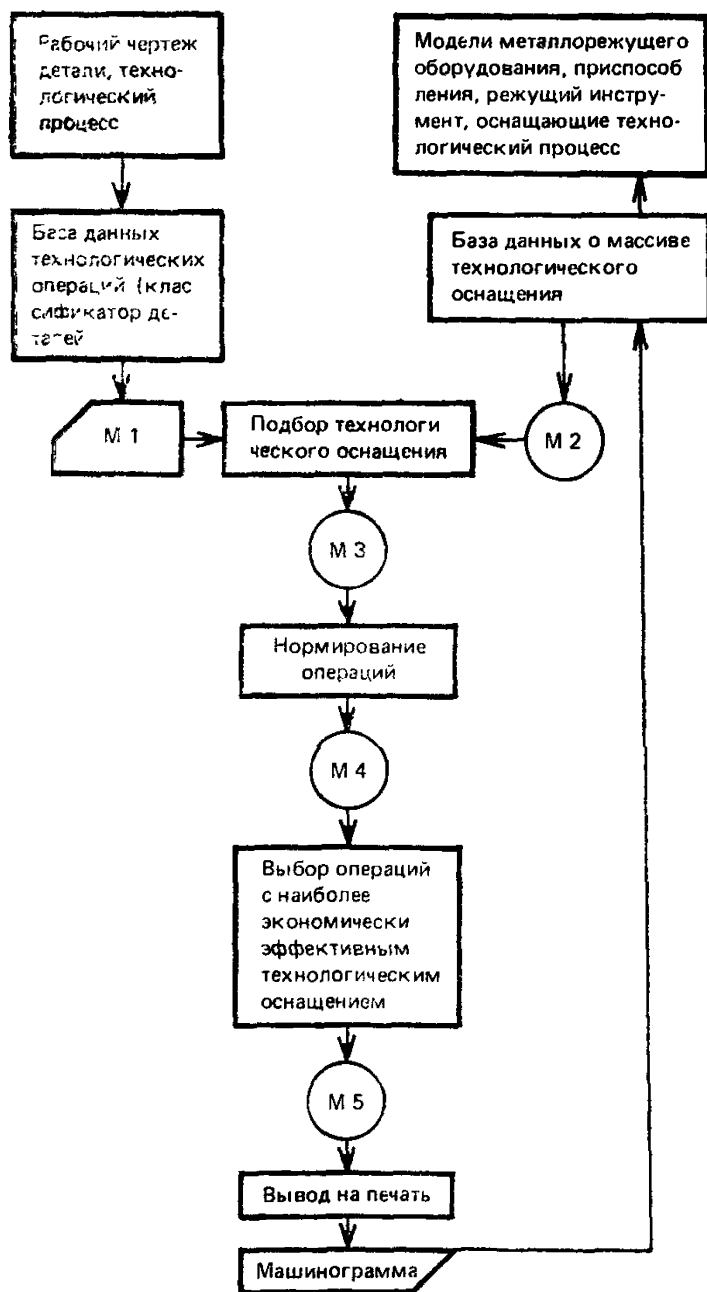 Рабочий чертеж
детали, техно-
логический
процесс
Модели металлорежущего
оборудования, приспособ
ления, режущий инстру-
мент, оснащающие техно-
логический процесс
База данных
технологических
операций (клас
сификатор де-
талей
База данных о массиве
технологического
оснащения
М 1
Подбор технологи
ческого оснащения
М 2
М 3
Нормирование
операций
М 4
Выбор операций
с наиболее
экономически
эффективным
технологическим
оснащением
М 5
Вывод на печать
Машинограмма